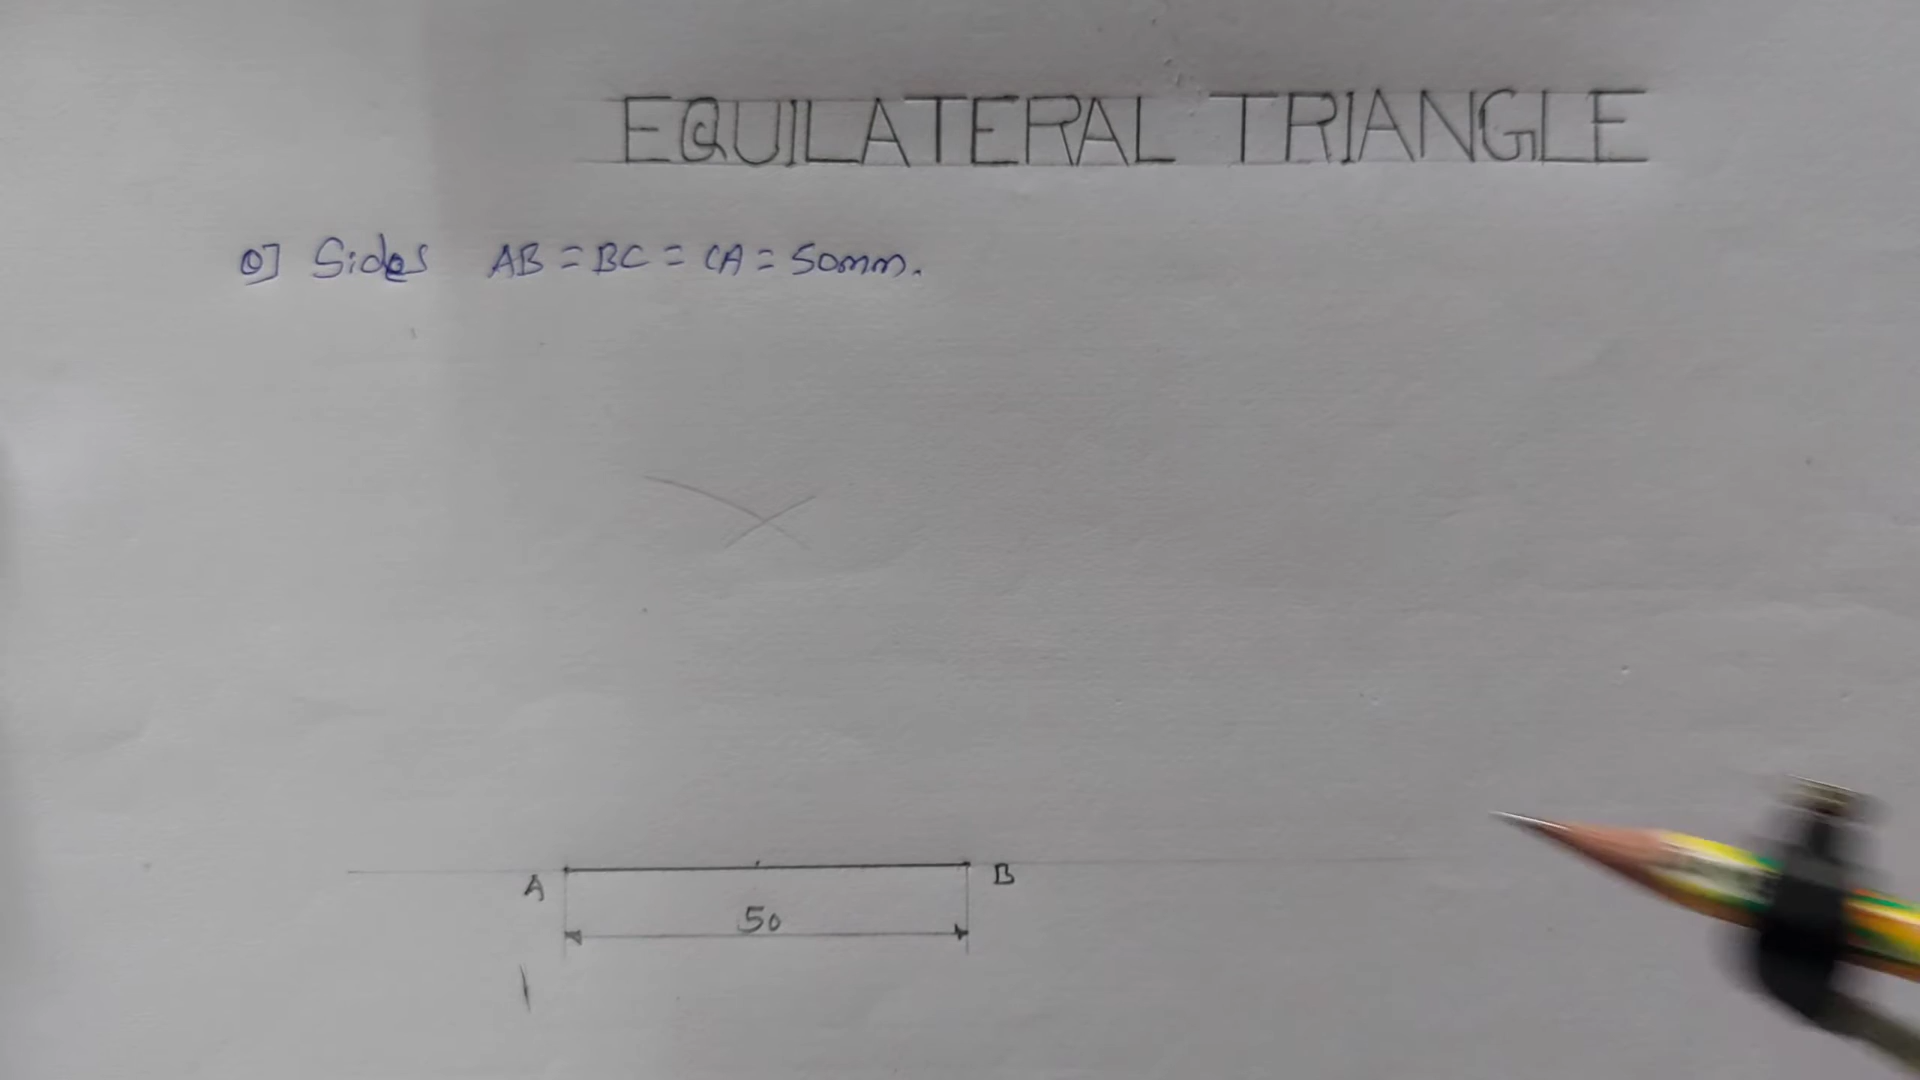 EQUILATERAL TRIANGLE
⊙] Sides AB = BC = CA = 50mm.
A B
50